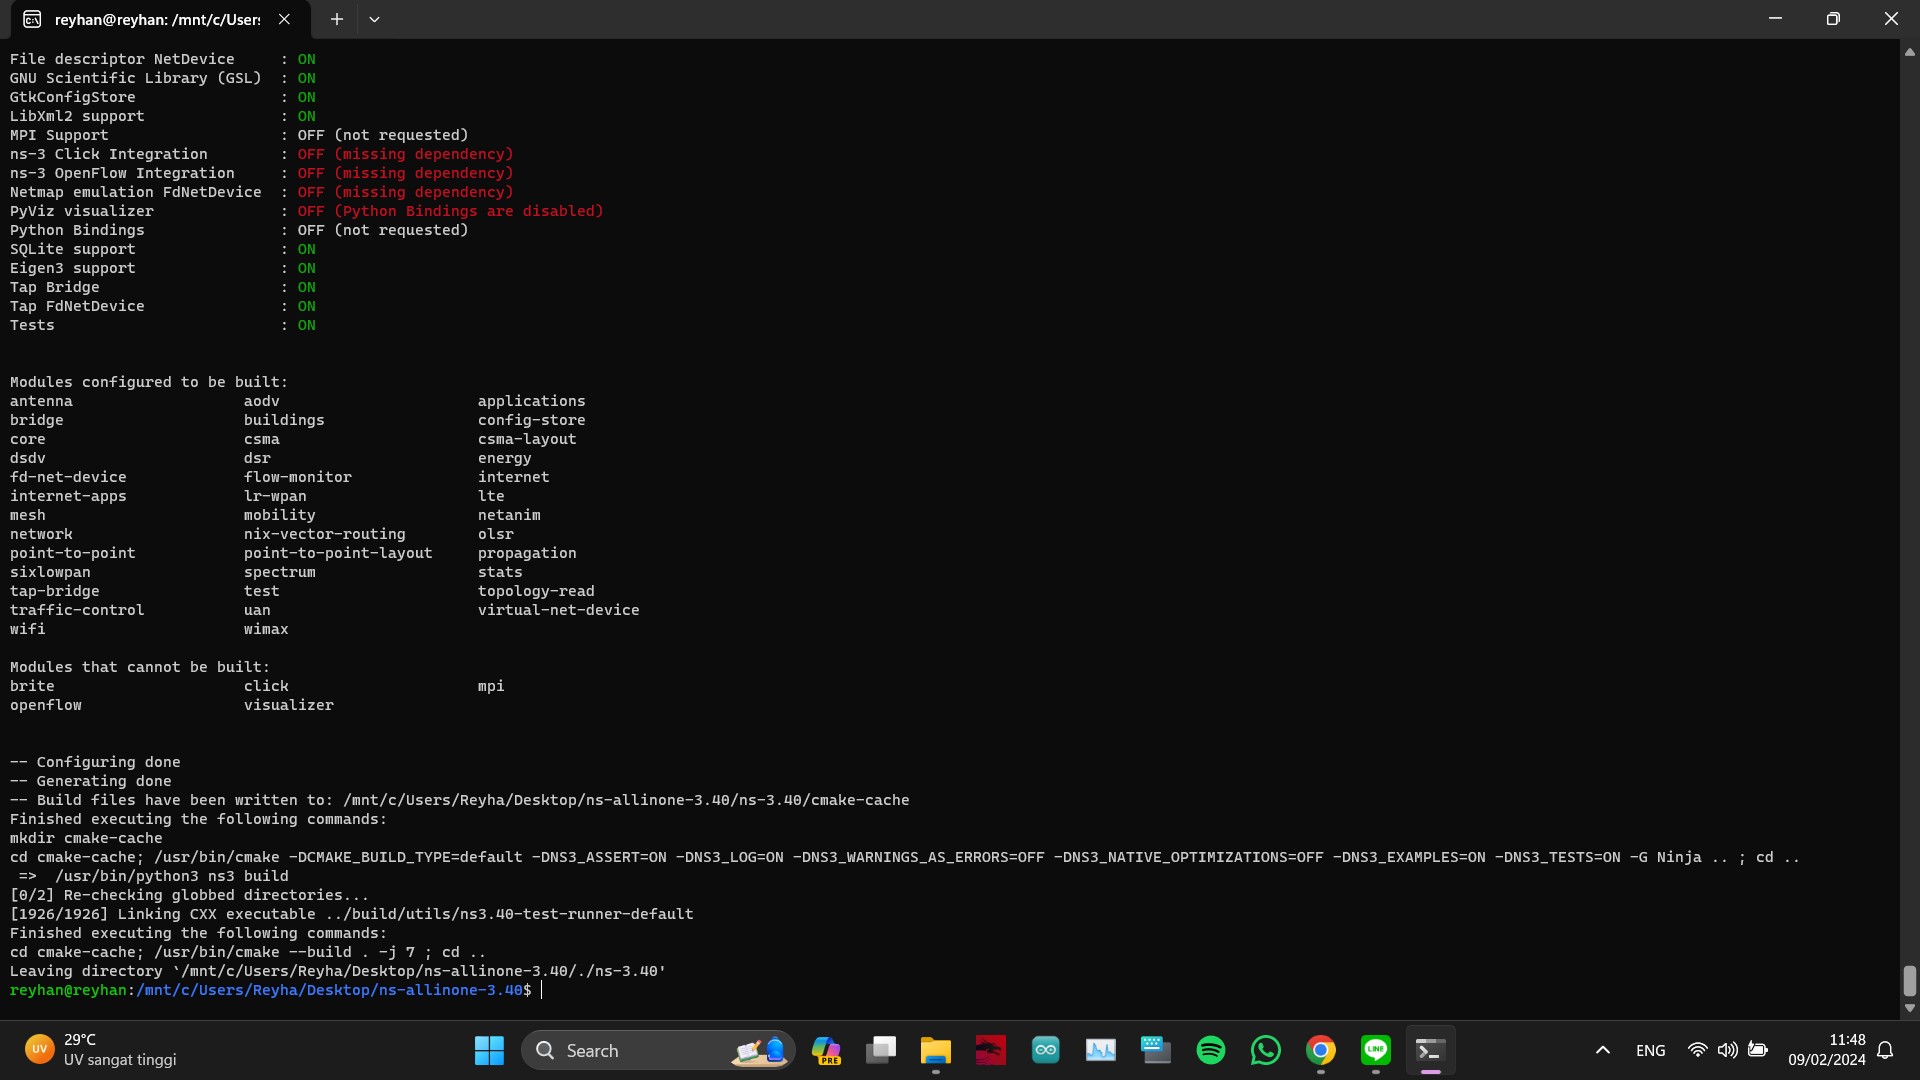 reyhan@reyhan: /mnt/c/Users
File descriptor NetDevice : ON
GNU Scientific Library (GSL) : ON
GtkConfigStore : ON
LibXml2 support : ON
MPI Support : OFF (not requested)
ns-3 Click Integration : OFF (missing dependency)
ns-3 OpenFlow Integration : OFF (missing dependency)
Netmap emulation FdNetDevice : OFF (missing dependency)
PyViz visualizer : OFF (Python Bindings are disabled)
Python Bindings : OFF (not requested)
SQLite support : ON
Eigen3 support : ON
Tap Bridge : ON
Tap FdNetDevice : ON
Tests : ON
Modules configured to be built:
antenna aodv applications
bridge buildings config-store
core csma csma-layout
dsdv dsr energy
fd-net-device flow-monitor internet
internet-apps lr-wpan lte
mesh mobility netanim
network nix-vector-routing olsr
point-to-point point-to-point-layout propagation
sixlowpan spectrum stats
tap-bridge test topology-read
traffic-control uan virtual-net-device
wifi wimax
Modules that cannot be built:
brite click mpi
openflow visualizer
-- Configuring done
-- Generating done
-- Build files have been written to: /mnt/c/Users/Reyha/Desktop/ns-allinone-3.40/ns-3.40/cmake-cache
Finished executing the following commands:
mkdir cmake-cache
cd cmake-cache; /usr/bin/cmake -DCMAKE_BUILD_TYPE=default -DNS3_ASSERT=ON -DNS3_LOG=ON -DNS3_WARNINGS_AS_ERRORS=OFF -DNS3_NATIVE_OPTIMIZATIONS=OFF -DNS3_EXAMPLES=ON -DNS3_TESTS=ON -G Ninja .. ; cd ..
=> /usr/bin/python3 ns3 build
[0/2] Re-checking globbed directories...
[1926/1926] Linking CXX executable ../build/utils/ns3.40-test-runner-default
Finished executing the following commands:
cd cmake-cache; /usr/bin/cmake --build . -j 7 ; cd ..
Leaving directory `/mnt/c/Users/Reyha/Desktop/ns-allinone-3.40/./ns-3.40'
reyhan@reyhan:/mnt/c/Users/Reyha/Desktop/ns-allinone-3.40$
UV
29°C
UV sangat tinggi
Search
PRE
LINE
ENG
11:48
09/02/2024